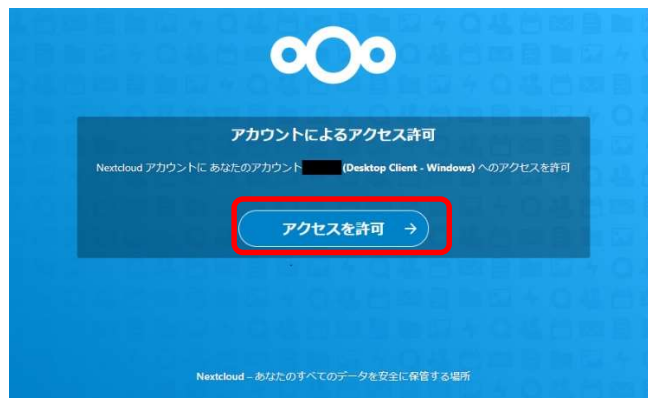 アカウントによるアクセス許可
Nextcloud アカウントに あなたのアカウント (Desktop Client - Windows) へのアクセスを許可
アクセスを許可 →
Nextcloud – あなたのすべてのデータを安全に保管する場所